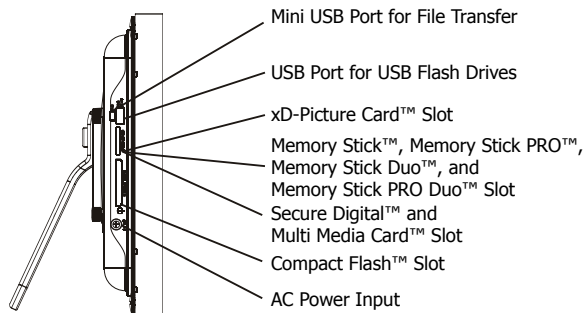 Mini USB Port for File Transfer
USB Port for USB Flash Drives
xD-Picture Card™ Slot
Memory Stick™, Memory Stick PRO™,
Memory Stick Duo™, and
Memory Stick PRO Duo™ Slot
Secure Digital™ and
Multi Media Card™ Slot
Compact Flash™ Slot
AC Power Input